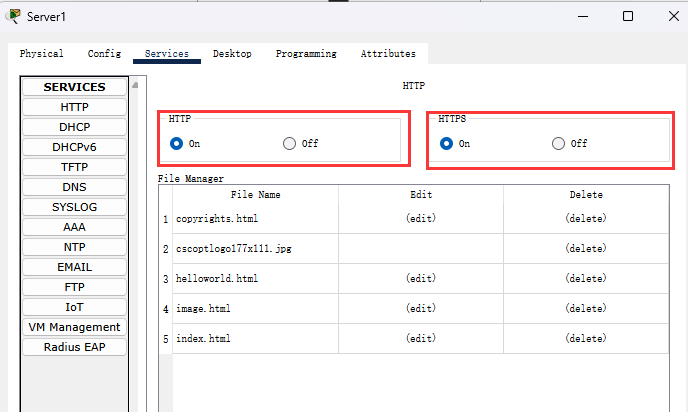 Server1
Physical Config Services Desktop Programming Attributes
SERVICES
HTTP
DHCP
DHCPv6
TFTP
DNS
SYSLOG
AAA
NTP
EMAIL
FTP
IoT
VM Management
Radius EAP
HTTP
HTTP
On Off
HTTPS
On Off
File Manager
File Name Edit Delete
1 copyrights.html (edit) (delete)
2 cscoptlogo177x111.jpg (delete)
3 helloworld.html (edit) (delete)
4 image.html (edit) (delete)
5 index.html (edit) (delete)